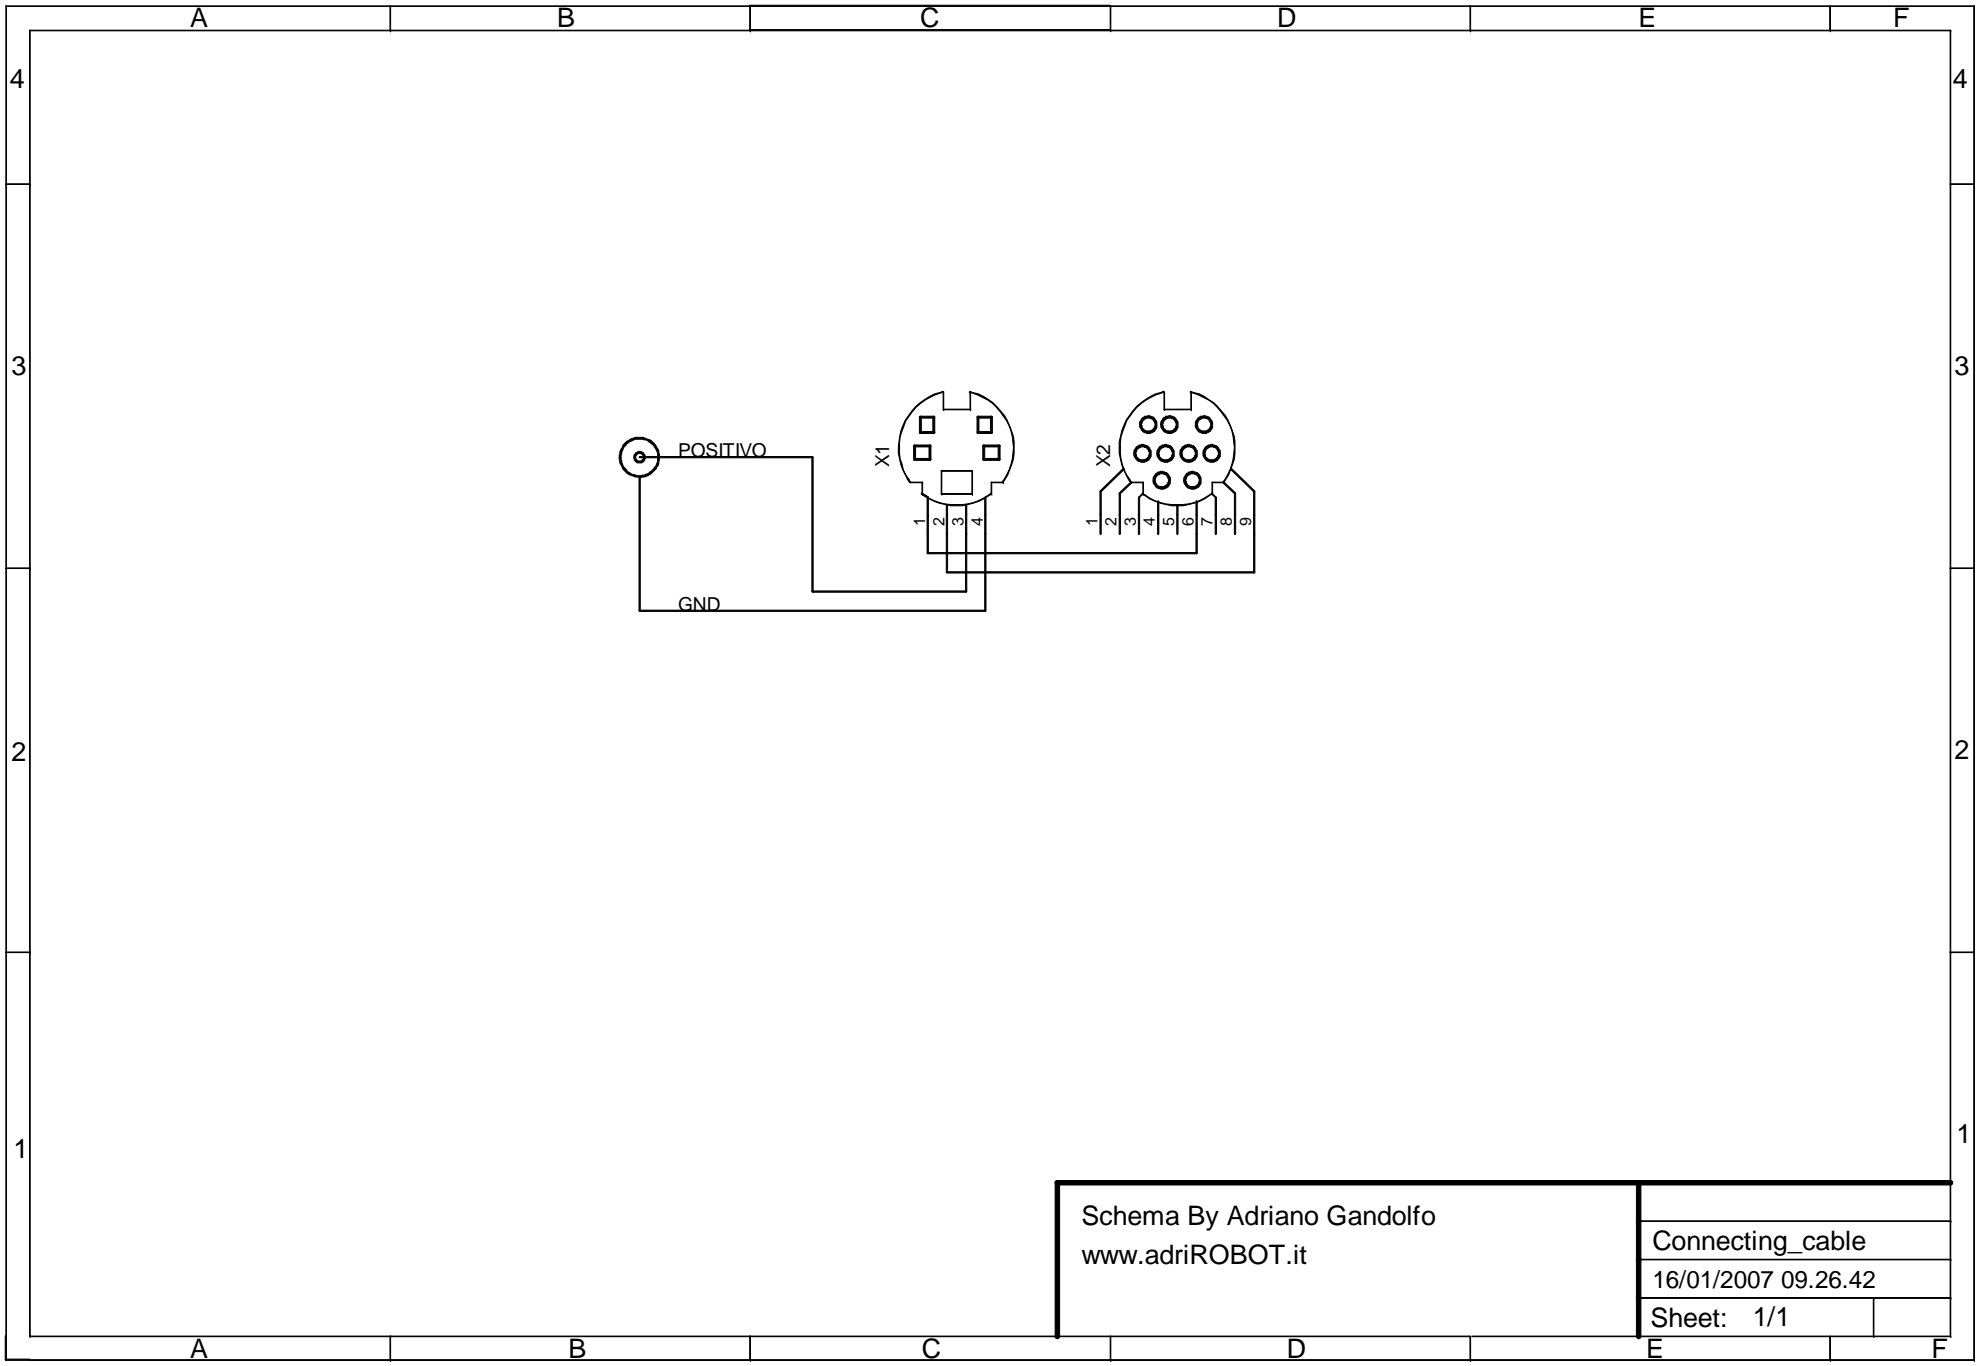 A B C D E F
4 4
3 3
POSITIVO
X1
X2
1 2 3 4
1 2 3 4 5 6 7 8 9
GND
2 2
1 1
Schema By Adriano Gandolfo
www.adriROBOT.it
Connecting_cable
16/01/2007 09.26.42
Sheet: 1/1
A B C D E F